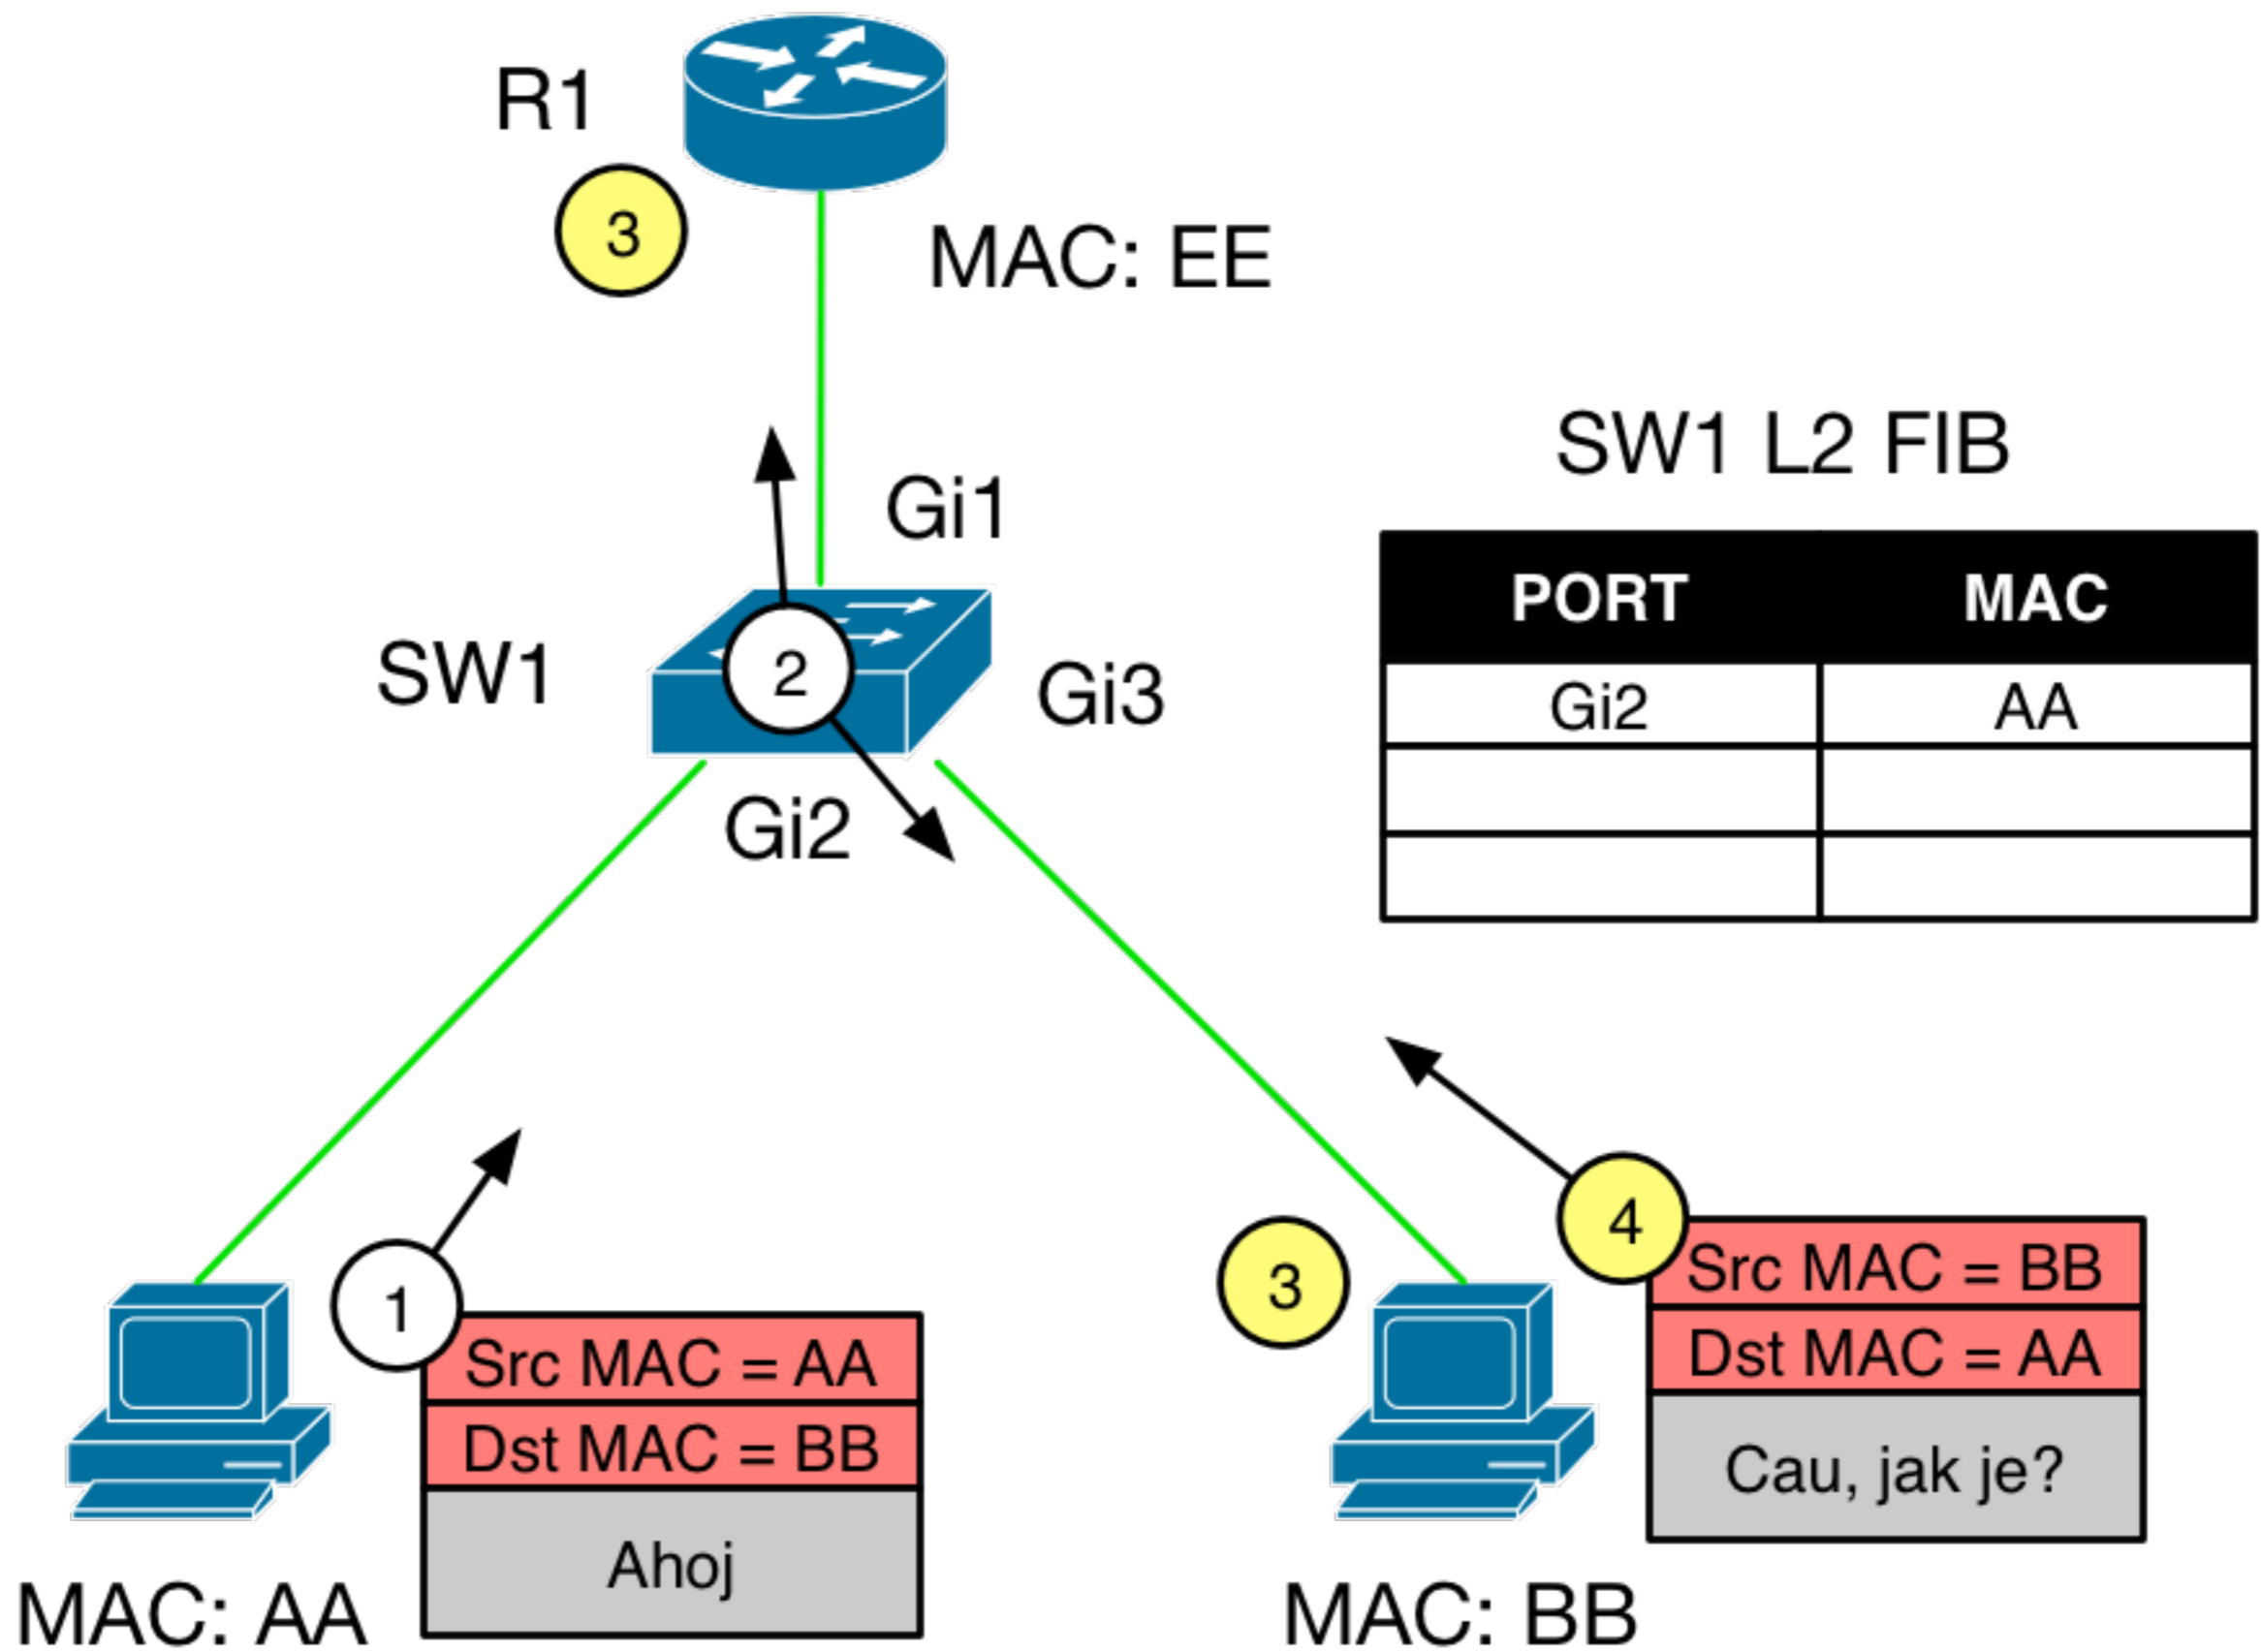 R1
3
MAC: EE
SW1 L2 FIB
Gi1
PORT MAC
SW1
2
Gi3
Gi2 AA
Gi2
4
3
Src MAC = BB
1
Dst MAC = AA
Src MAC = AA
Dst MAC = BB
Cau, jak je?
Ahoj
MAC: AA
MAC: BB